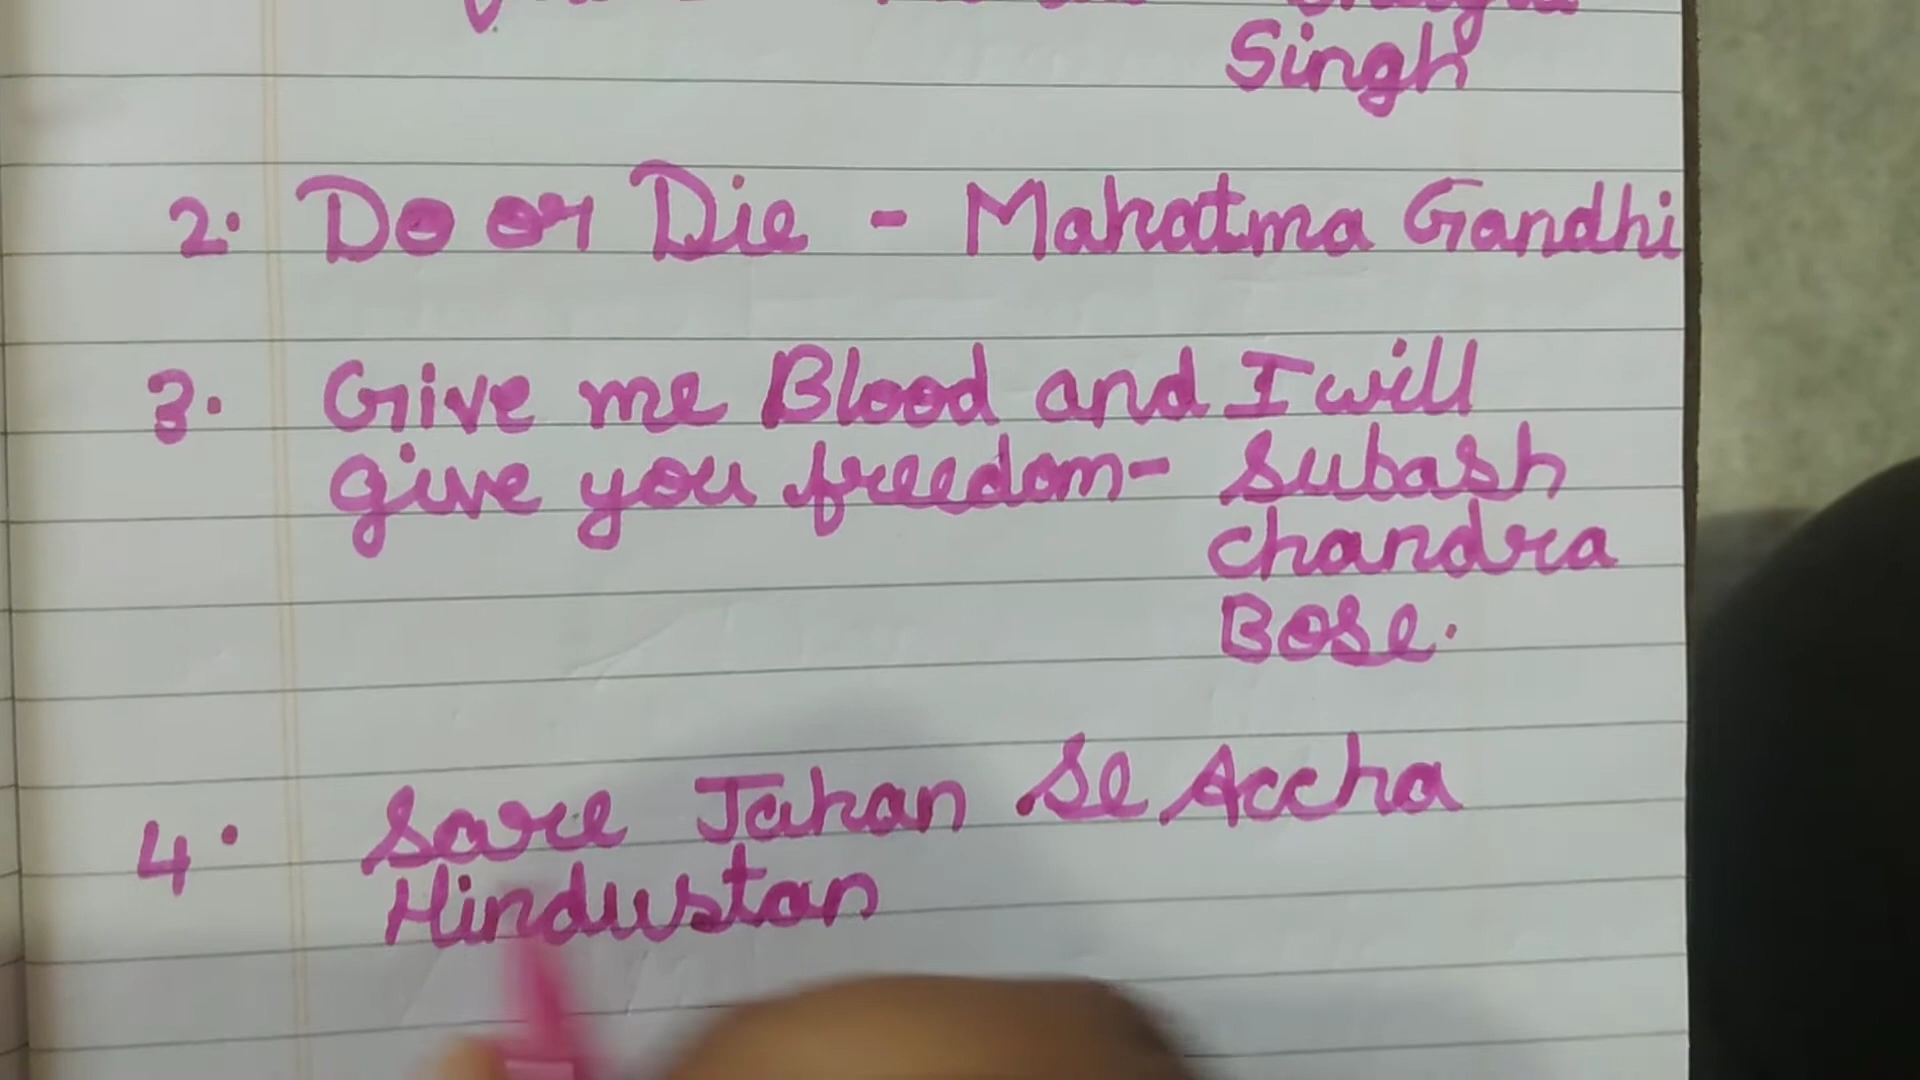 Singh
2. Do or Die - Mahatma Gandhi
3. Give me Blood and I will
give you freedom- Subash
chandra
Bose.
4. Sare Jahan Se Accha
Hindustan